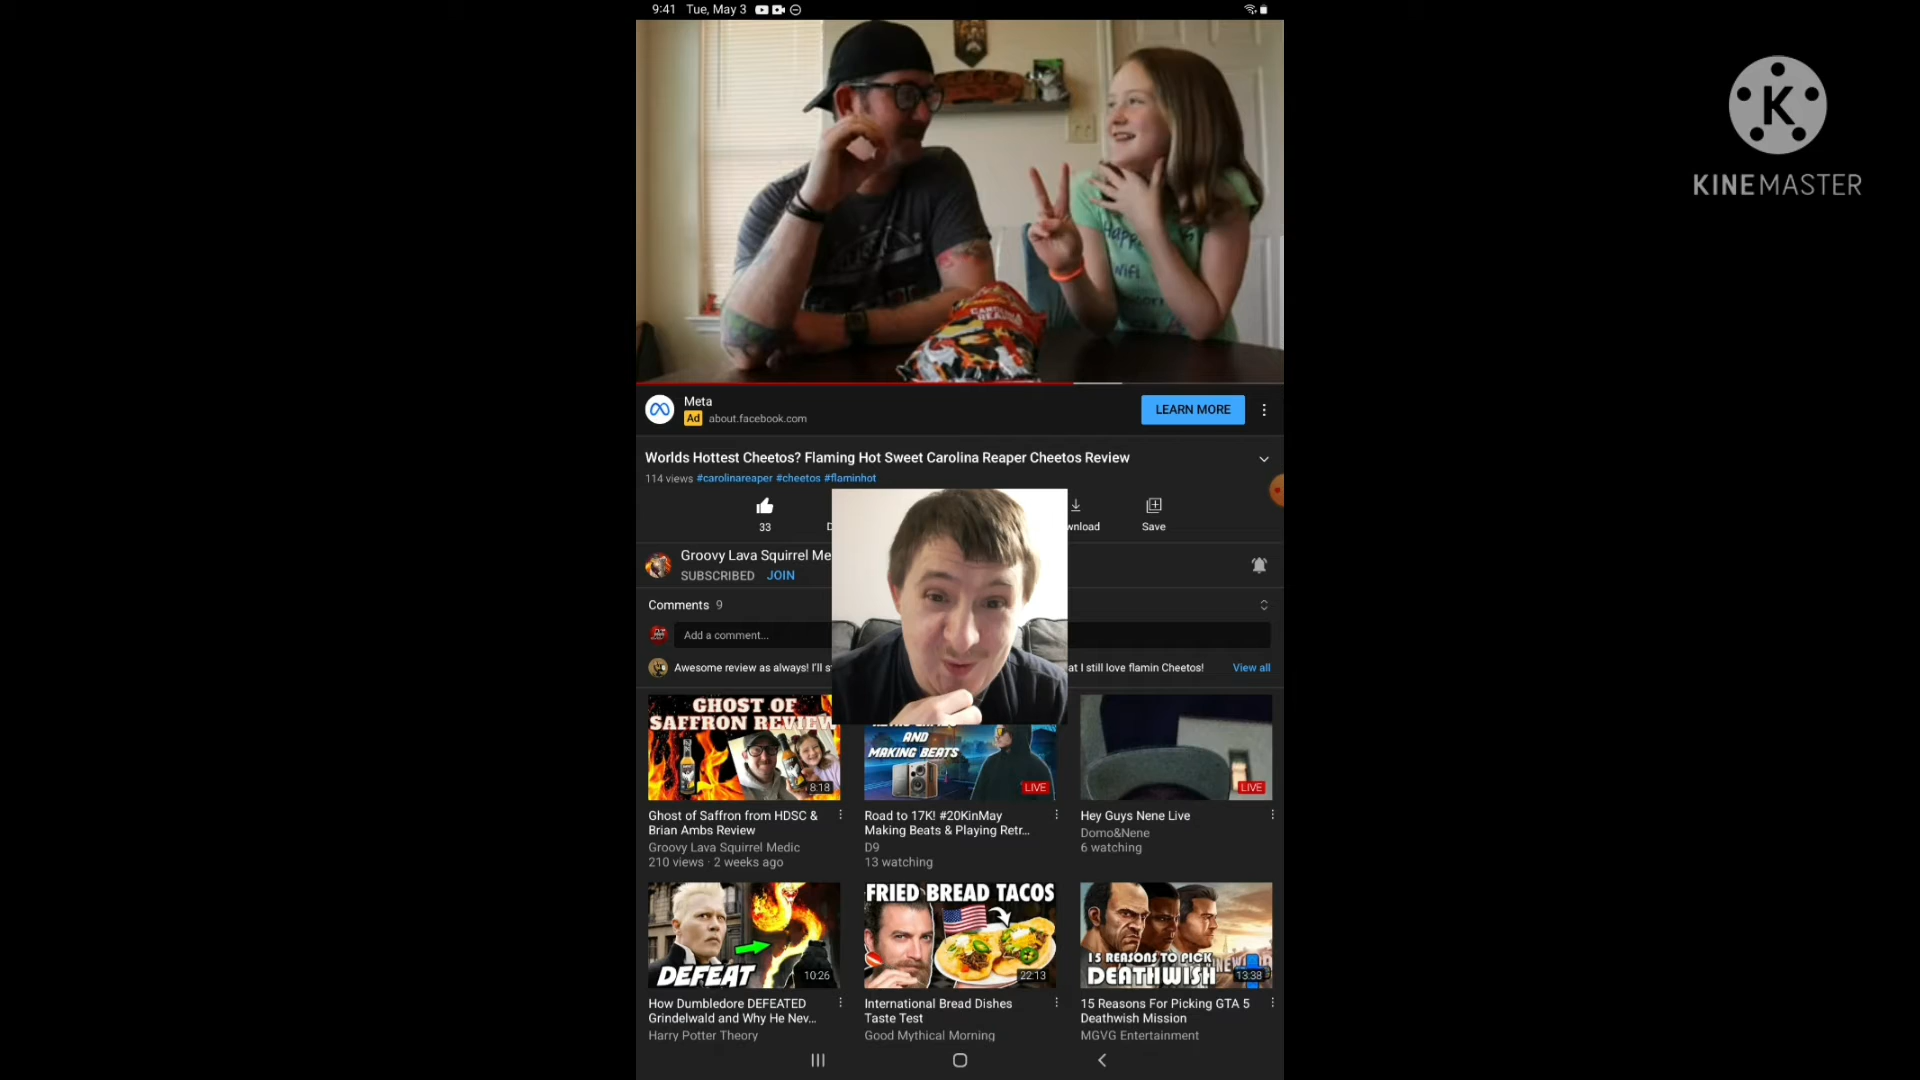 9:41 Tue, May 3
KINEMASTER
CAROLINA
REAPER
Happ
Wifi
Meta
Ad about.facebook.com
LEARN MORE
Worlds Hottest Cheetos? Flaming Hot Sweet Carolina Reaper Cheetos Review
114 views #carolinareaper #cheetos #flaminhot
33
D
wnload
Save
Groovy Lava Squirrel Me
SUBSCRIBED JOIN
Comments 9
Add a comment...
Awesome review as always! I'll s
at I still love flamin Cheetos!
View all
GHOST OF
SAFFRON REVIEW
8:18
AND
MAKING BEATS
LIVE
LIVE
Ghost of Saffron from HDSC &
Brian Ambs Review
Groovy Lava Squirrel Medic
210 views · 2 weeks ago
Road to 17K! #20KinMay
Making Beats & Playing Retr...
D9
13 watching
Hey Guys Nene Live
Domo&Nene
6 watching
DEFEAT
10:26
FRIED BREAD TACOS
22:13
15 REASONS TO PICK
DEATHWISH
13:38
How Dumbledore DEFEATED
Grindelwald and Why He Nev...
Harry Potter Theory
International Bread Dishes
Taste Test
Good Mythical Morning
15 Reasons For Picking GTA 5
Deathwish Mission
MGVG Entertainment